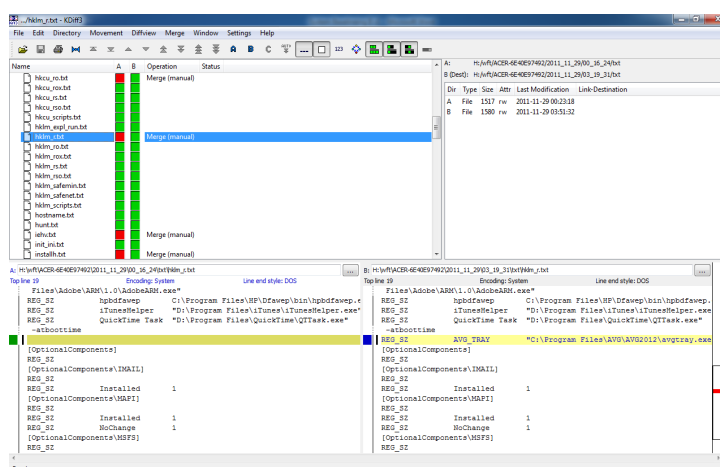 .../hklm_r.txt - KDiff3
File Edit Directory Movement Diffview Merge Window Settings Help
A B C 123
Name A B Operation Status
hkcu_ro.txt Merge (manual)
hkcu_rox.txt
hkcu_rs.txt
hkcu_rso.txt
hkcu_scripts.txt
hklm_expl_run.txt
hklm_r.txt Merge (manual)
hklm_ro.txt
hklm_rox.txt
hklm_rs.txt
hklm_rso.txt
hklm_safemin.txt
hklm_safenet.txt
hklm_scripts.txt
hostname.txt
hunt.txt
iehv.txt Merge (manual)
init_ini.txt
installh.txt Merge (manual)
A: H:/wft/ACER-6E40E97492/2011_11_29/00_16_24/txt
B (Dest): H:/wft/ACER-6E40E97492/2011_11_29/03_19_31/txt
Dir Type Size Attr Last Modification Link-Destination
A File 1517 rw 2011-11-29 00:23:18
B File 1580 rw 2011-11-29 03:51:32
A: H:\wft\ACER-6E40E97492\2011_11_29\00_16_24\txt\hklm_r.txt ...
Top line 19 Encoding: System Line end style: DOS
Files\Adobe\ARM\1.0\AdobeARM.exe"
REG_SZ hpbdfawep C:\Program Files\HP\Dfawep\bin\hpbdfawep.e
REG_SZ iTunesHelper "D:\Program Files\iTunes\iTunesHelper.exe"
REG_SZ QuickTime Task "D:\Program Files\QuickTime\QTTask.exe"
-atboottime
[OptionalComponents]
REG_SZ
[OptionalComponents\IMAIL]
REG_SZ
REG_SZ Installed 1
[OptionalComponents\MAPI]
REG_SZ
REG_SZ Installed 1
REG_SZ NoChange 1
[OptionalComponents\MSFS]
REG_SZ
B: H:\wft\ACER-6E40E97492\2011_11_29\03_19_31\txt\hklm_r.txt ...
Top line 19 Encoding: System Line end style: DOS
Files\Adobe\ARM\1.0\AdobeARM.exe"
REG_SZ hpbdfawep C:\Program Files\HP\Dfawep\bin\hpbdfawep.
REG_SZ iTunesHelper "D:\Program Files\iTunes\iTunesHelper.exe
REG_SZ QuickTime Task "D:\Program Files\QuickTime\QTTask.exe"
-atboottime
REG_SZ AVG_TRAY "C:\Program Files\AVG\AVG2012\avgtray.exe
[OptionalComponents]
REG_SZ
[OptionalComponents\IMAIL]
REG_SZ
REG_SZ Installed 1
[OptionalComponents\MAPI]
REG_SZ
REG_SZ Installed 1
REG_SZ NoChange 1
[OptionalComponents\MSFS]
REG_SZ